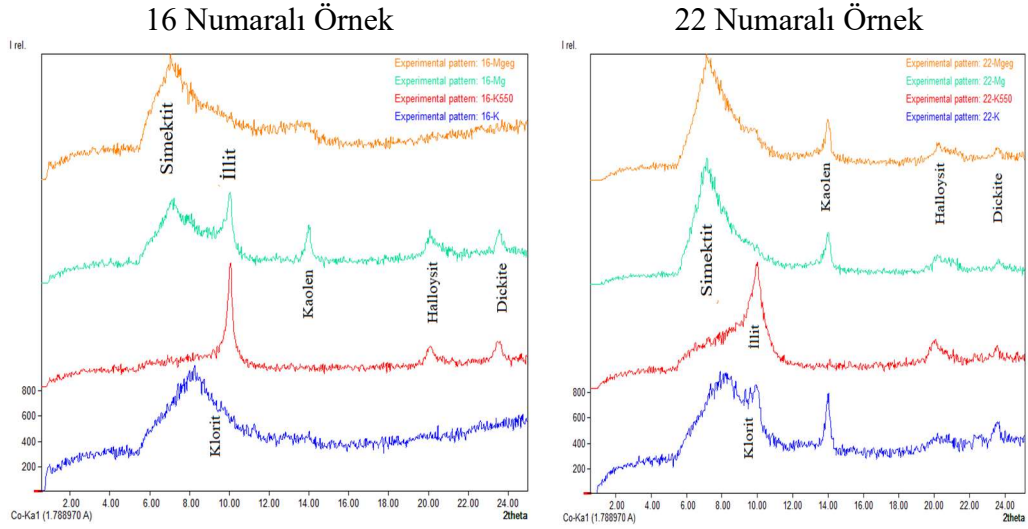 16 Numaralı Örnek
I rel.
Experimental pattern: 16-Mgeg
Experimental pattern: 16-Mg
Experimental pattern: 16-K550
Experimental pattern: 16-K
Simektit
İllit
Kaolen
Halloysit
Dickite
Klorit
800
600
400
200
2.00 4.00 6.00 8.00 10.00 12.00 14.00 16.00 18.00 20.00 22.00 24.00
Co-Ka1 (1.788970 A) 2theta
22 Numaralı Örnek
I rel.
Experimental pattern: 22-Mgeg
Experimental pattern: 22-Mg
Experimental pattern: 22-K550
Experimental pattern: 22-K
Simektit
Kaolen
Halloysit
Dickite
İllit
Klorit
800
600
400
200
2.00 4.00 6.00 8.00 10.00 12.00 14.00 16.00 18.00 20.00 22.00 24.00
Co-Ka1 (1.788970 A) 2theta